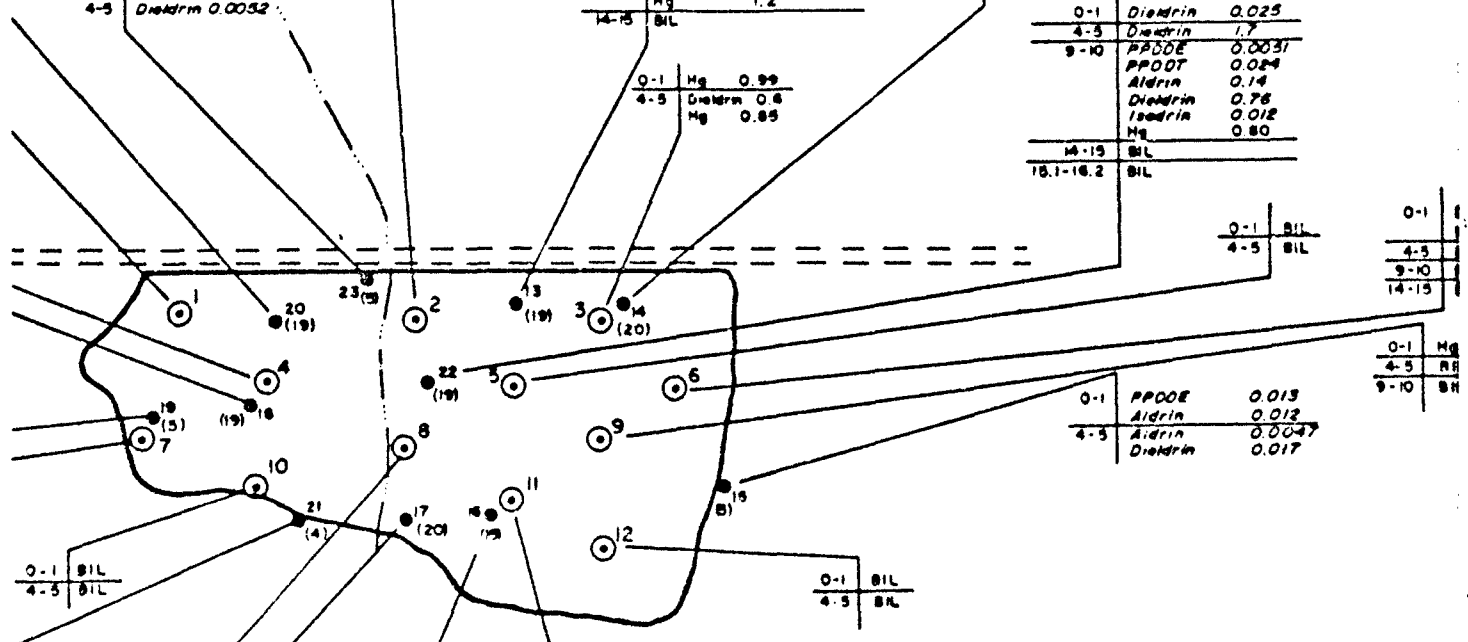 4-5 Dieldrin 0.0052
Hg 1.2
14-15 BIL
0-1 Hg 0.99
4-5 Dieldrin 0.6
Hg 0.85
0-1 Dieldrin 0.025
4-5 Dieldrin 1.7
9-10 PPDDE 0.0031
PPDDT 0.024
Aldrin 0.14
Dieldrin 0.76
Isodrin 0.012
Hg 0.80
14-15 BIL
15.1-16.2 BIL
0-1 BIL
4-5 BIL
0-1
4-5
9-10
14-15
0-1 Hg
4-5
9-10
0-1 PPDDE 0.013
Aldrin 0.012
4-5 Aldrin 0.0047
Dieldrin 0.017
1
20
(19)
23(5)
2
13
(19)
3
14
(20)
4
18
(19)
22
(19)
5
6
19
(5)
7
8
9
10
21
(4)
17
(20)
16
(15)
11
12
15
0-1 BIL
4-5 BIL
0-1 BIL
4-5 BIL